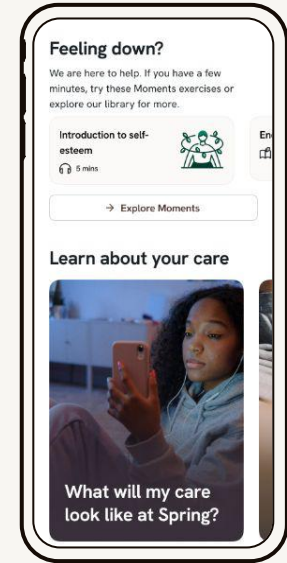 Feeling down?
We are here to help. If you have a few
minutes, try these Moments exercises or
explore our library for more.
Introduction to self-
esteem
5 mins
→ Explore Moments
Learn about your care
What will my care
look like at Spring?